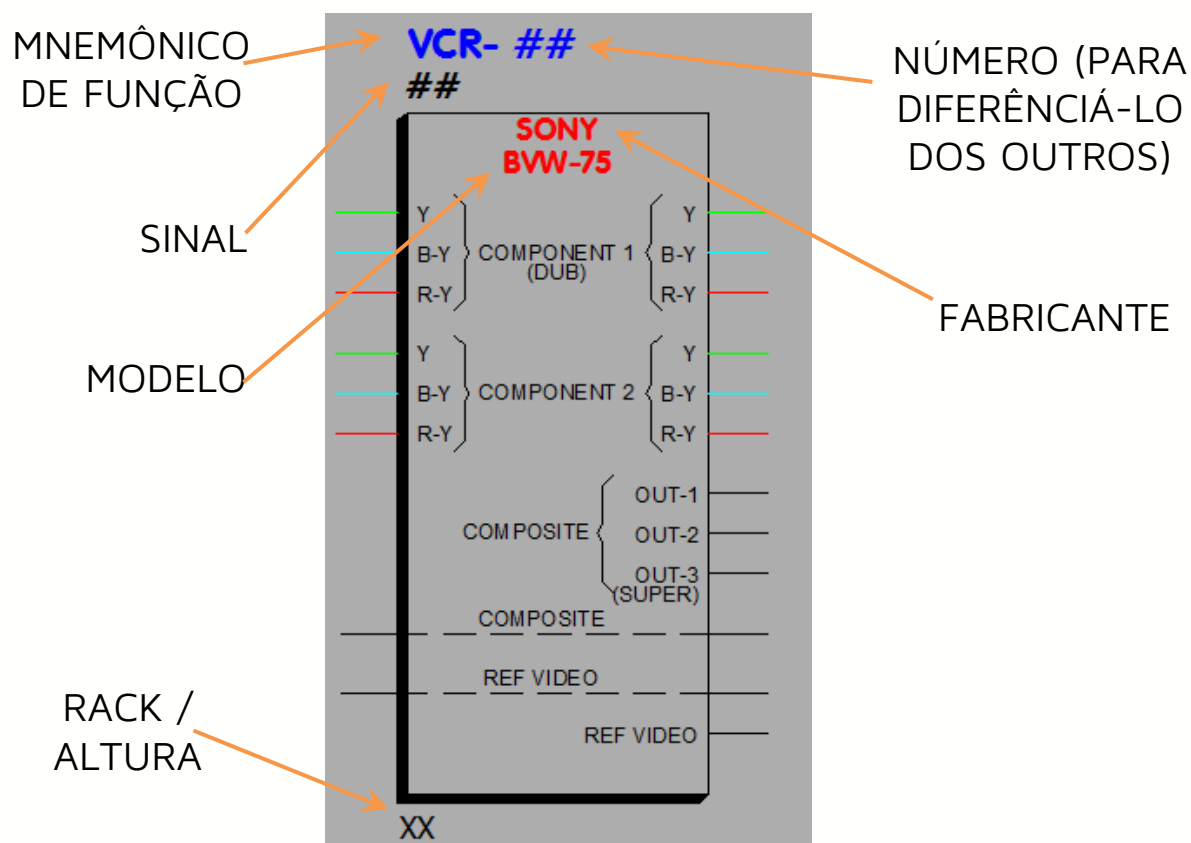 MNEMÔNICO
DE FUNÇÃO
VCR- ##
NÚMERO (PARA
DIFERÊNCIÁ-LO
DOS OUTROS)
##
SINAL
SONY
BVW-75
FABRICANTE
MODELO
Y
B-Y
R-Y
COMPONENT 1
(DUB)
Y
B-Y
R-Y
Y
B-Y
R-Y
COMPONENT 2
Y
B-Y
R-Y
COMPOSITE
OUT-1
OUT-2
OUT-3
(SUPER)
COMPOSITE
REF VIDEO
REF VIDEO
RACK /
ALTURA
XX